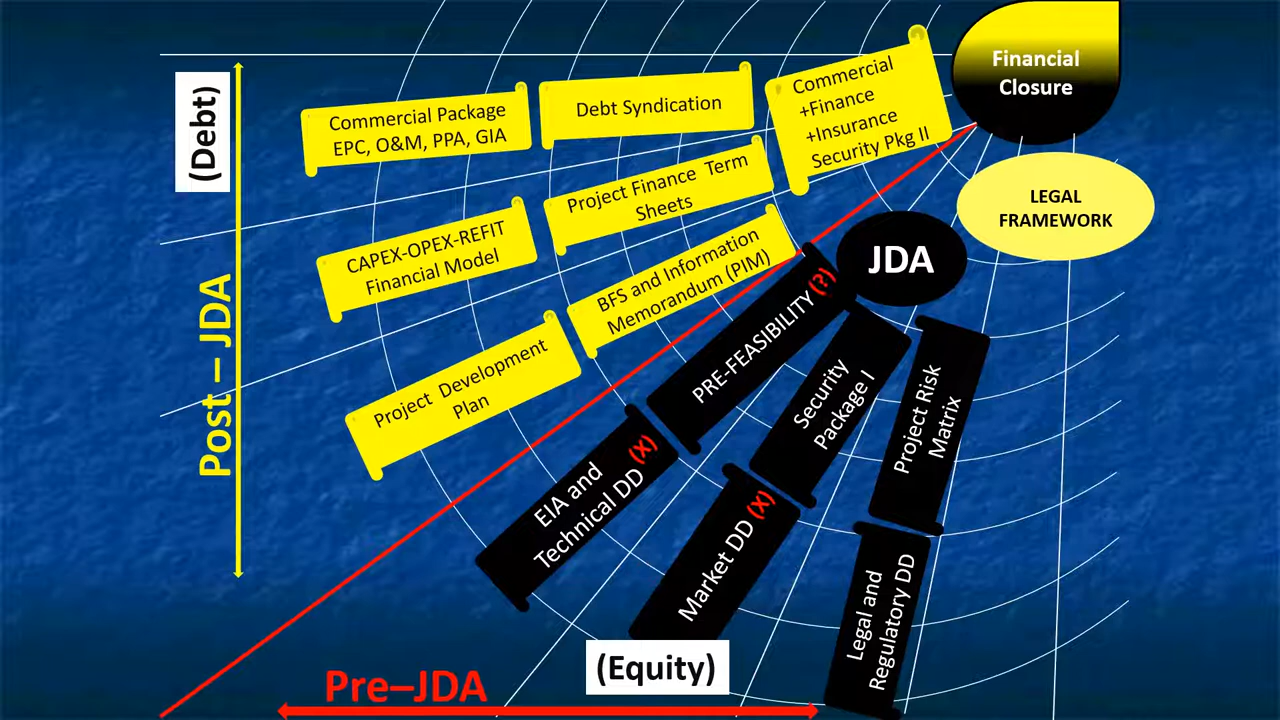 (Debt)
Post – JDA
Commercial Package
EPC, O&M, PPA, GIA
Debt Syndication
Commercial
+Finance
+Insurance
Security Pkg II
Financial
Closure
LEGAL
FRAMEWORK
CAPEX-OPEX-REFIT
Financial Model
Project Finance Term
Sheets
Project Development
Plan
BFS and Information
Memorandum (PIM)
JDA
PRE-FEASIBILITY (?)
Security
Package I
Project Risk
Matrix
EIA and
Technical DD (X)
Market DD (X)
Legal and
Regulatory DD
(Equity)
Pre–JDA